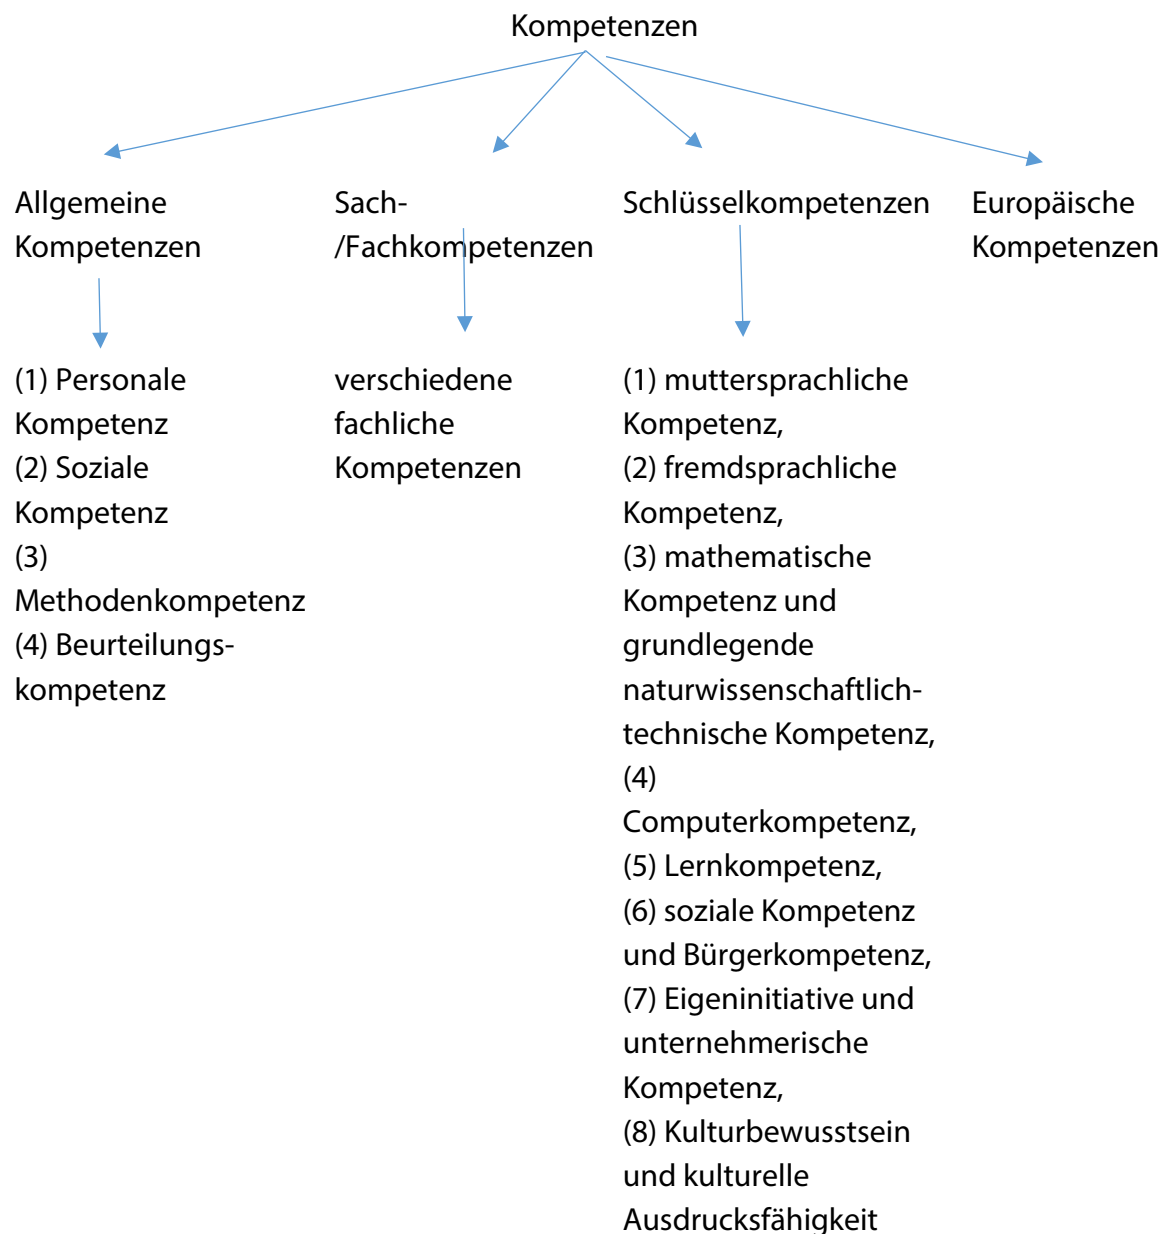 Kompetenzen
Allgemeine
Kompetenzen
Sach-
/Fachkompetenzen
Schlüsselkompetenzen
Europäische
Kompetenzen
(1) Personale
Kompetenz
(2) Soziale
Kompetenz
(3)
Methodenkompetenz
(4) Beurteilungs-
kompetenz
verschiedene
fachliche
Kompetenzen
(1) muttersprachliche
Kompetenz,
(2) fremdsprachliche
Kompetenz,
(3) mathematische
Kompetenz und
grundlegende
naturwissenschaftlich-
technische Kompetenz,
(4)
Computerkompetenz,
(5) Lernkompetenz,
(6) soziale Kompetenz
und Bürgerkompetenz,
(7) Eigeninitiative und
unternehmerische
Kompetenz,
(8) Kulturbewusstsein
und kulturelle
Ausdrucksfähigkeit